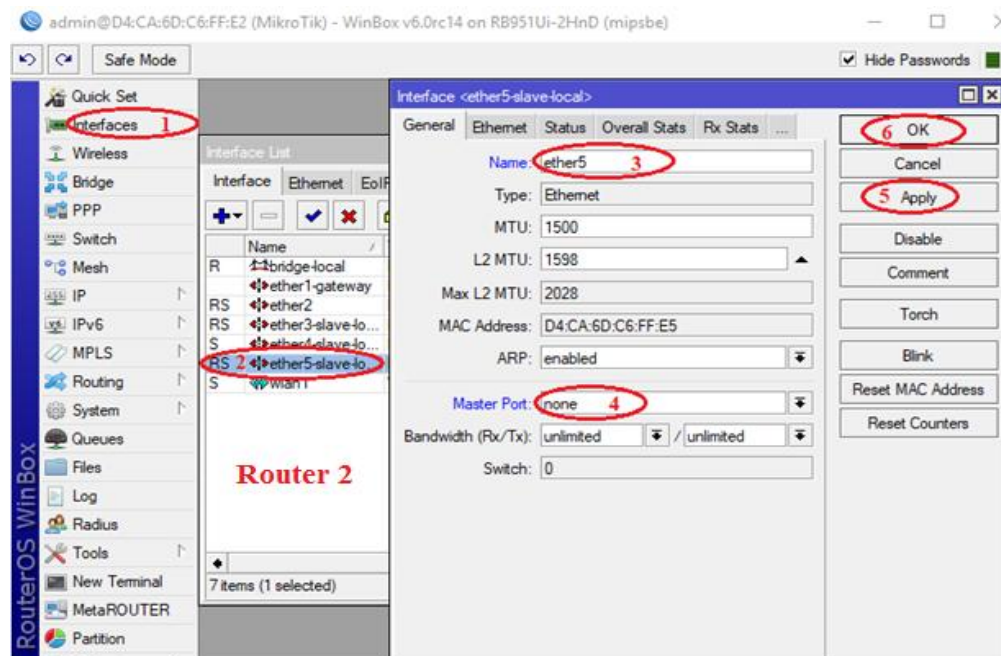 admin@D4:CA:6D:C6:FF:E2 (MikroTik) - WinBox v6.0rc14 on RB951Ui-2HnD (mipsbe)
Safe Mode
Hide Passwords
RouterOS WinBox
Quick Set
Interfaces 1
Wireless
Bridge
PPP
Switch
Mesh
IP
IPv6
MPLS
Routing
System
Queues
Files
Log
Radius
Tools
New Terminal
MetaROUTER
Partition
Interface List
Interface Ethernet EoIP
Name
R bridge-local
ether1-gateway
RS ether2
RS ether3-slave-lo...
S ether4-slave-lo...
RS 2 ether5-slave-lo...
S wlan1
Router 2
7 items (1 selected)
Interface <ether5-slave-local>
General Ethernet Status Overall Stats Rx Stats ...
Name: ether5 3
Type: Ethernet
MTU: 1500
L2 MTU: 1598
Max L2 MTU: 2028
MAC Address: D4:CA:6D:C6:FF:E5
ARP: enabled
Master Port: none 4
Bandwidth (Rx/Tx): unlimited / unlimited
Switch: 0
6 OK
Cancel
5 Apply
Disable
Comment
Torch
Blink
Reset MAC Address
Reset Counters